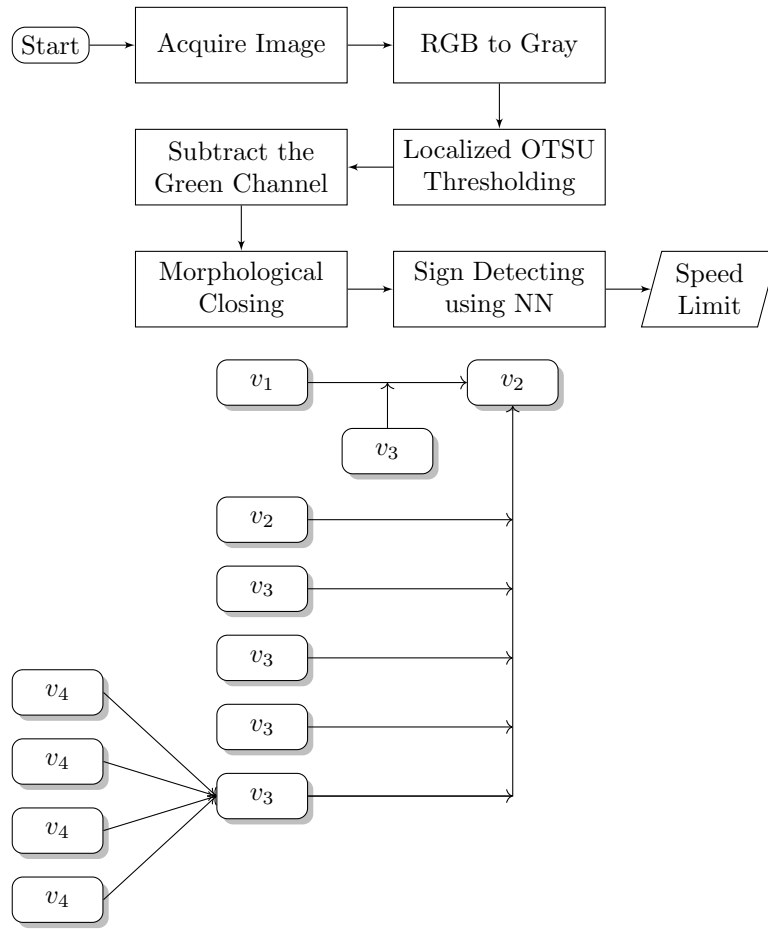 Start
Acquire Image
RGB to Gray
Subtract the
Green Channel
Localized OTSU
Thresholding
Morphological
Closing
Sign Detecting
using NN
Speed
Limit
v₁
v₂
v₃
v₂
v₃
v₃
v₃
v₃
v₄
v₄
v₄
v₄